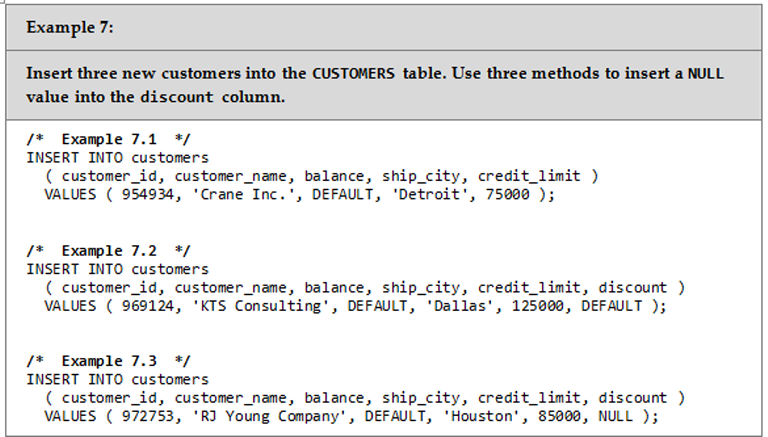 Example 7:
Insert three new customers into the CUSTOMERS table. Use three methods to insert a NULL
value into the discount column.
/*  Example 7.1  */
INSERT INTO customers
  ( customer_id, customer_name, balance, ship_city, credit_limit )
  VALUES ( 954934, 'Crane Inc.', DEFAULT, 'Detroit', 75000 );
/*  Example 7.2  */
INSERT INTO customers
  ( customer_id, customer_name, balance, ship_city, credit_limit, discount )
  VALUES ( 969124, 'KTS Consulting', DEFAULT, 'Dallas', 125000, DEFAULT );
/*  Example 7.3  */
INSERT INTO customers
  ( customer_id, customer_name, balance, ship_city, credit_limit, discount )
  VALUES ( 972753, 'RJ Young Company', DEFAULT, 'Houston', 85000, NULL );